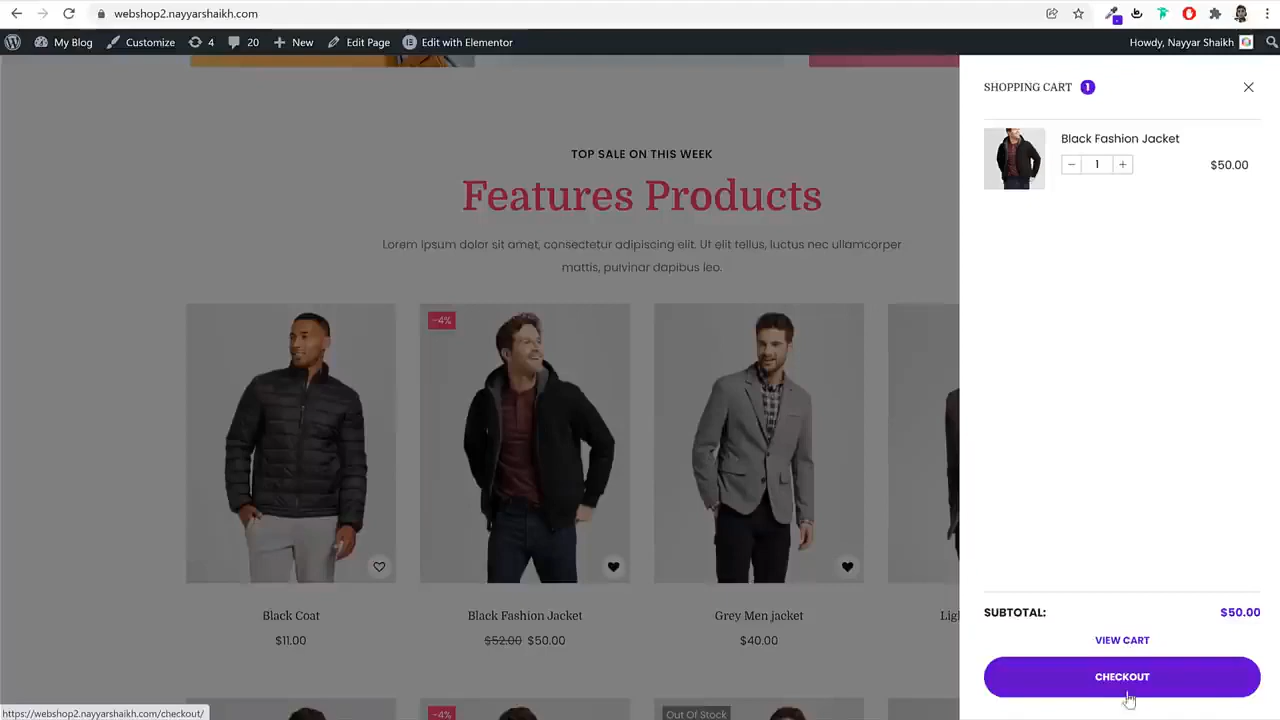 webshop2.nayyarshaikh.com
My Blog Customize 4 20 New Edit Page Edit with Elementor Howdy, Nayyar Shaikh
SHOPPING CART 1
Black Fashion Jacket
1 $50.00
TOP SALE ON THIS WEEK
Features Products
Lorem ipsum dolor sit amet, consectetur adipiscing elit. Ut elit tellus, luctus nec ullamcorper
mattis, pulvinar dapibus leo.
-4%
Black Coat Black Fashion Jacket Grey Men jacket
$11.00 $52.00 $50.00 $40.00
SUBTOTAL: $50.00
VIEW CART
CHECKOUT
-4% Out Of Stock
https://webshop2.nayyarshaikh.com/checkout/